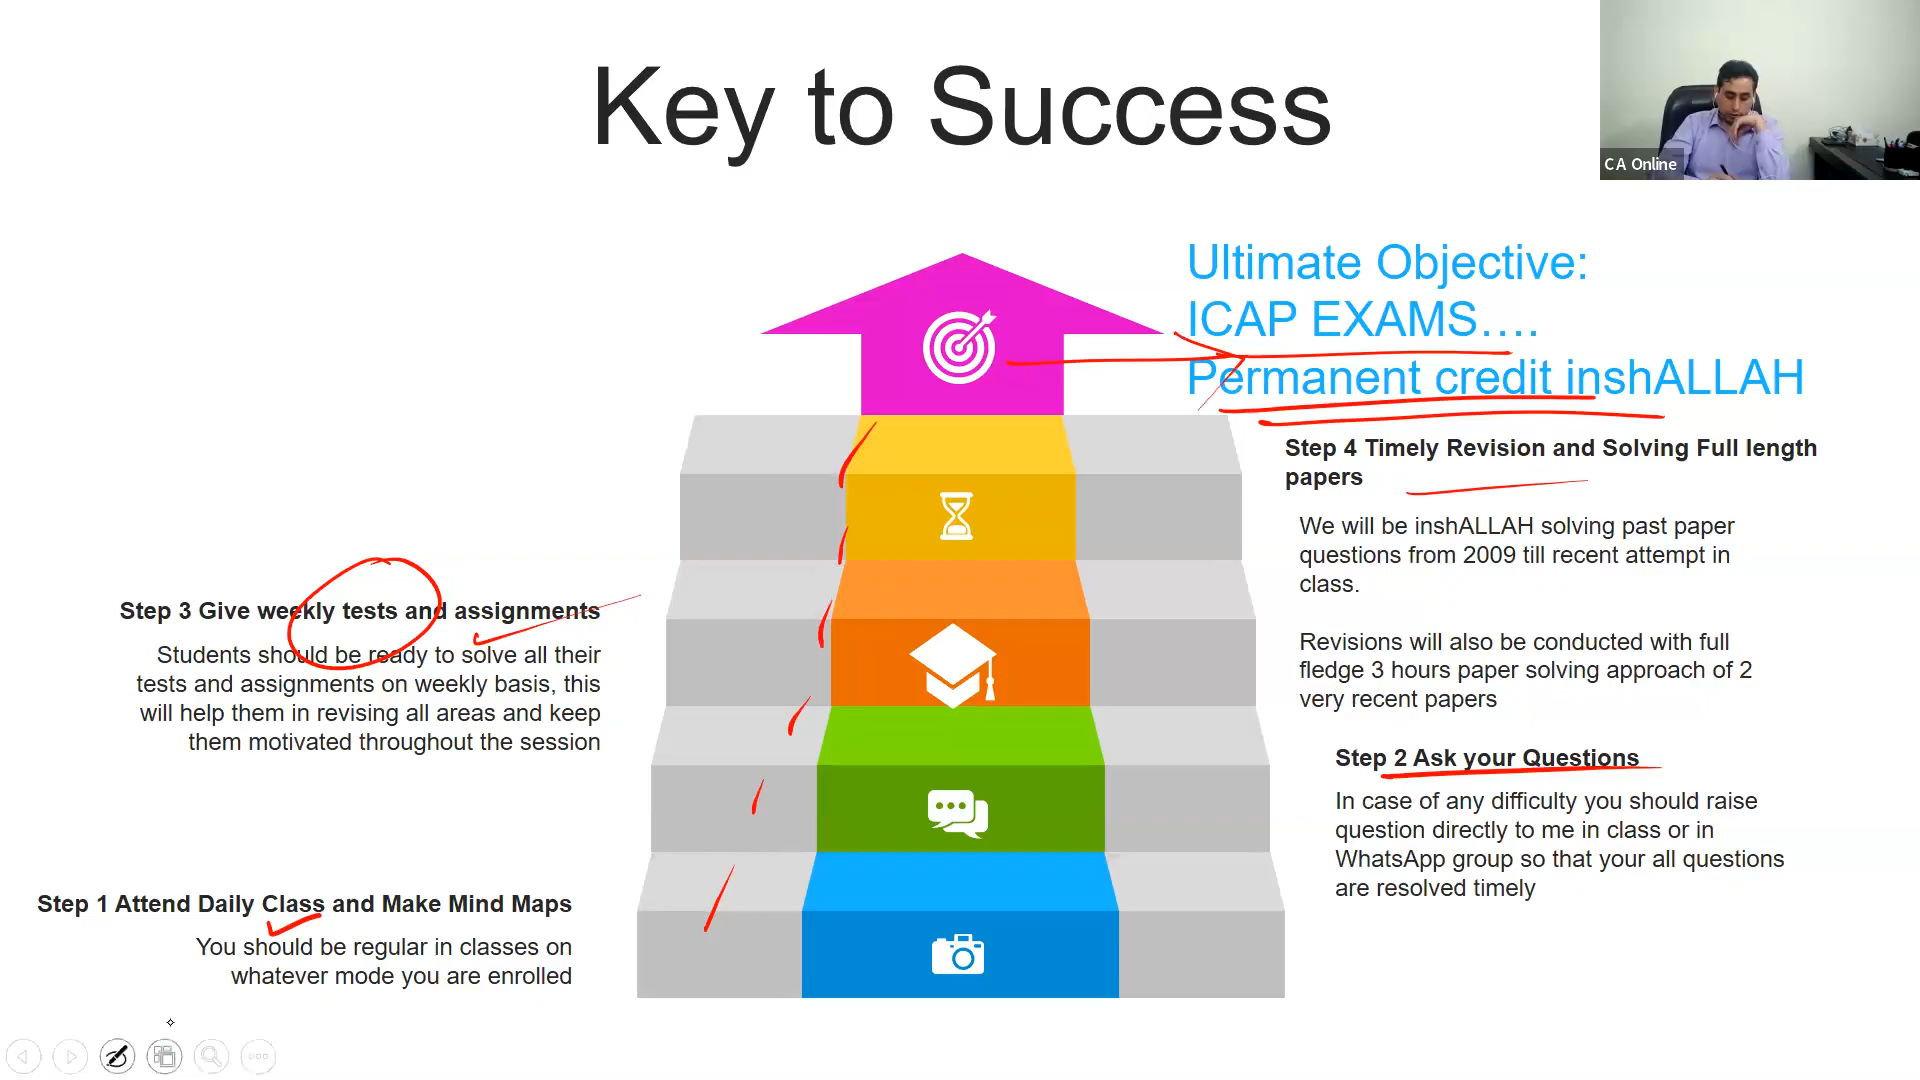 Key to Success
C A Online
Ultimate Objective:
ICAP EXAMS….
Permanent credit inshALLAH
Step 4 Timely Revision and Solving Full length
papers
We will be inshALLAH solving past paper
questions from 2009 till recent attempt in
class.
Revisions will also be conducted with full
fledge 3 hours paper solving approach of 2
very recent papers
Step 3 Give weekly tests and assignments
Students should be ready to solve all their
tests and assignments on weekly basis, this
will help them in revising all areas and keep
them motivated throughout the session
Step 2 Ask your Questions
In case of any difficulty you should raise
question directly to me in class or in
WhatsApp group so that your all questions
are resolved timely
Step 1 Attend Daily Class and Make Mind Maps
You should be regular in classes on
whatever mode you are enrolled